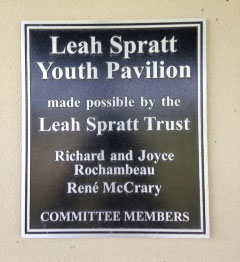 Leah Spratt
Youth Pavilion
made possible by the
Leah Spratt Trust
Richard and Joyce
Rochambeau
René McCrary
COMMITTEE MEMBERS